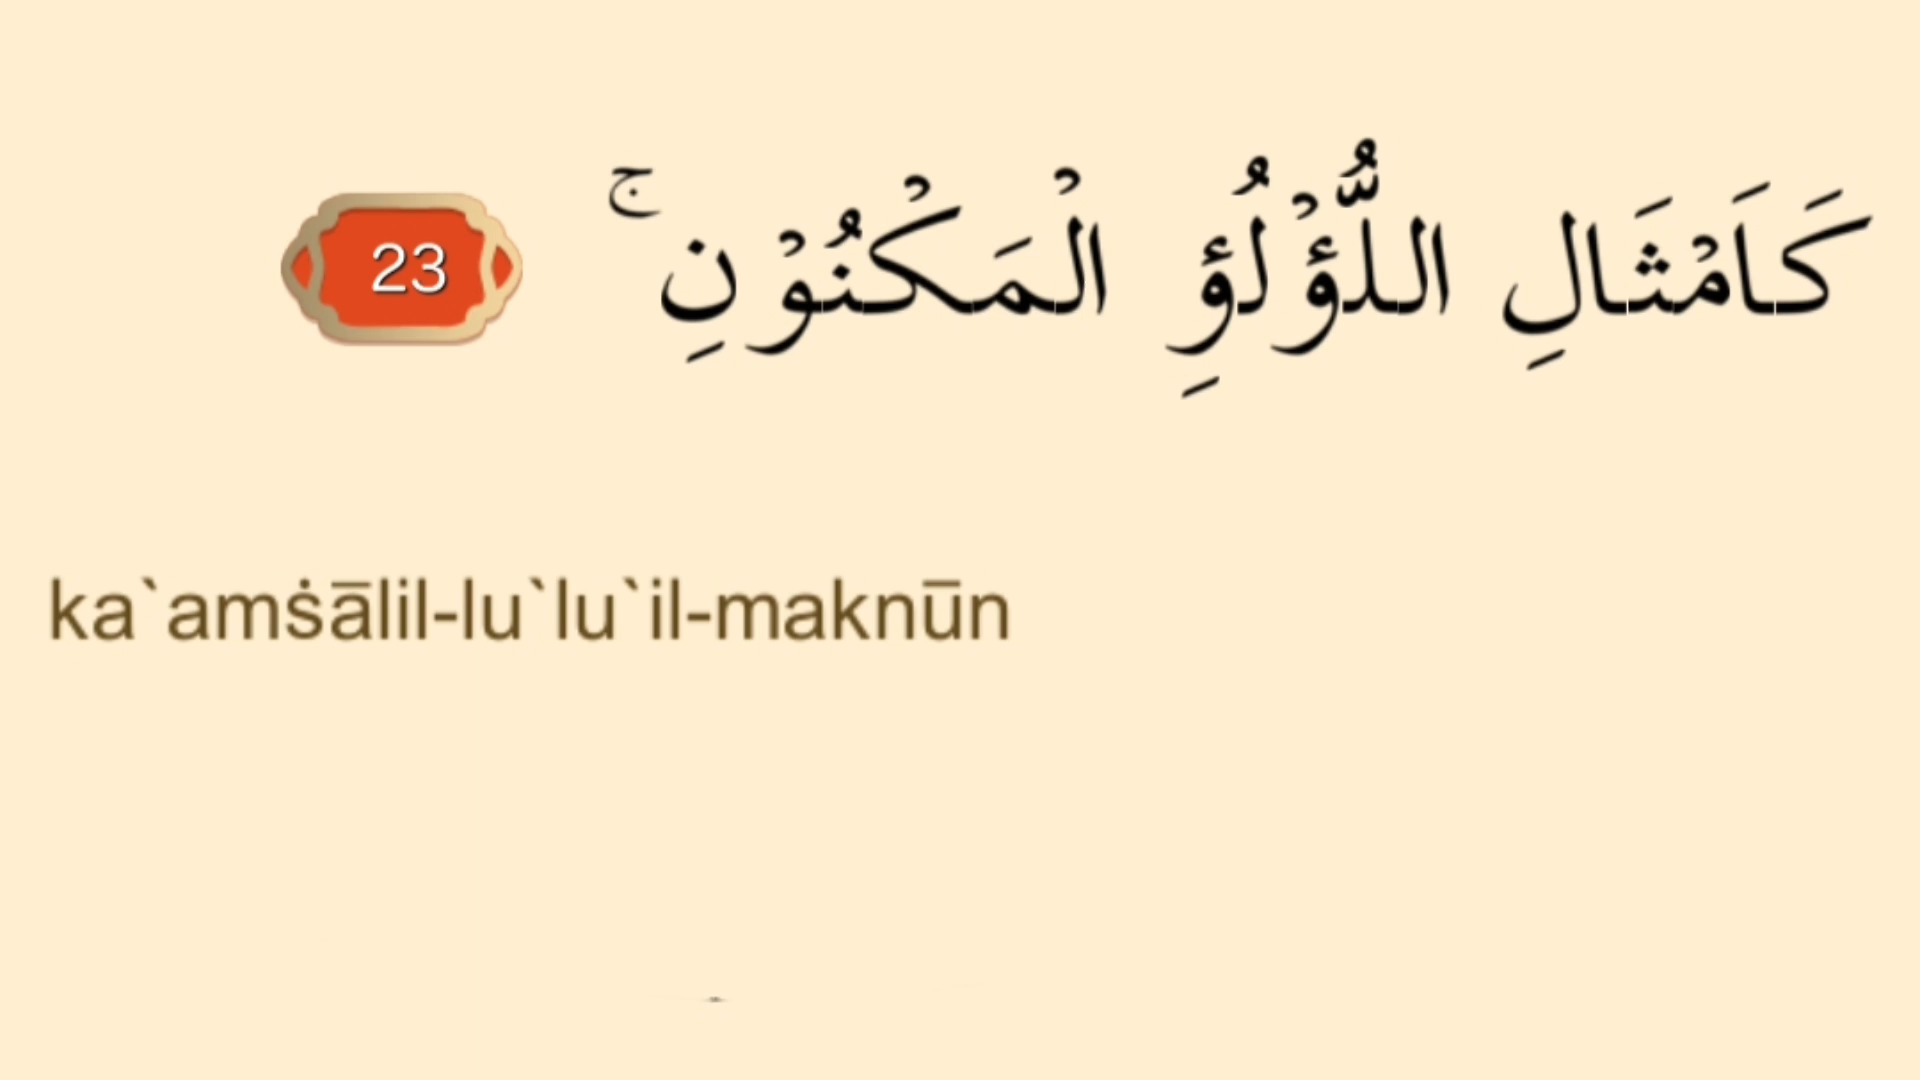 كَاَمْثَالِ اللُّؤْلُؤِ الْمَكْنُوْنِۚ 23
ka`amṡālil-lu`lu`il-maknūn